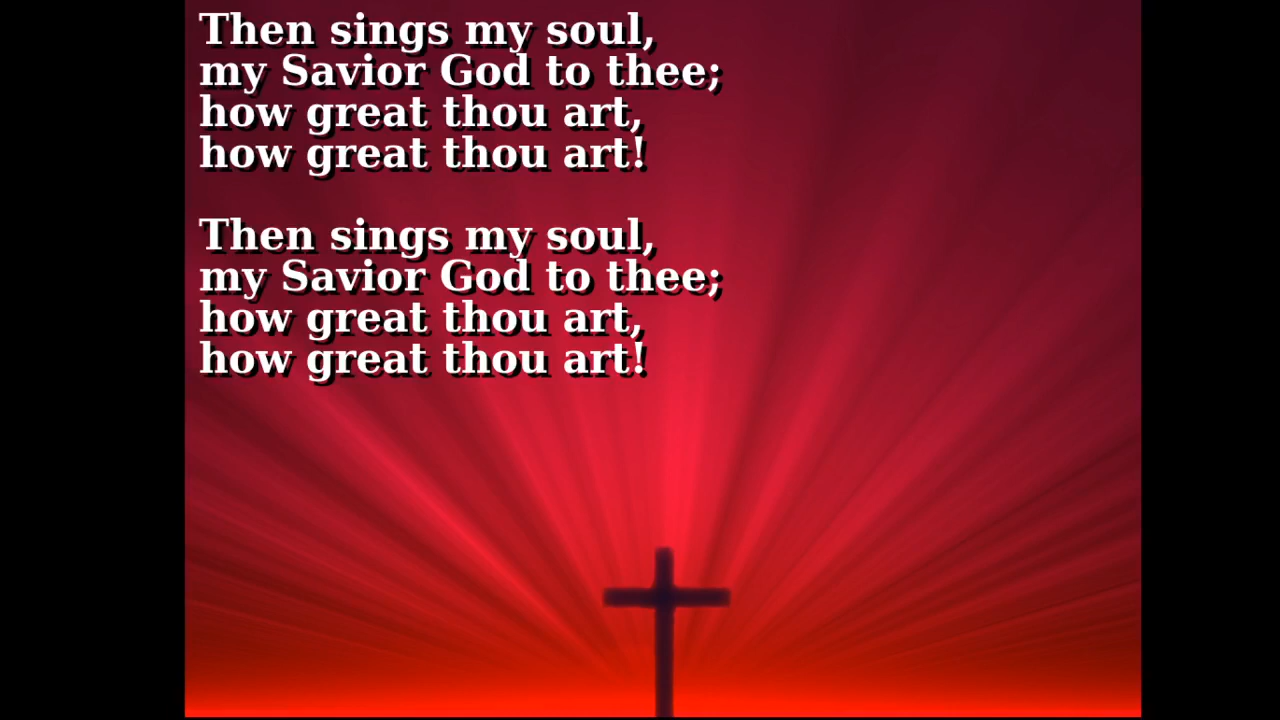 Then sings my soul,
my Savior God to thee;
how great thou art,
how great thou art!
Then sings my soul,
my Savior God to thee;
how great thou art,
how great thou art!